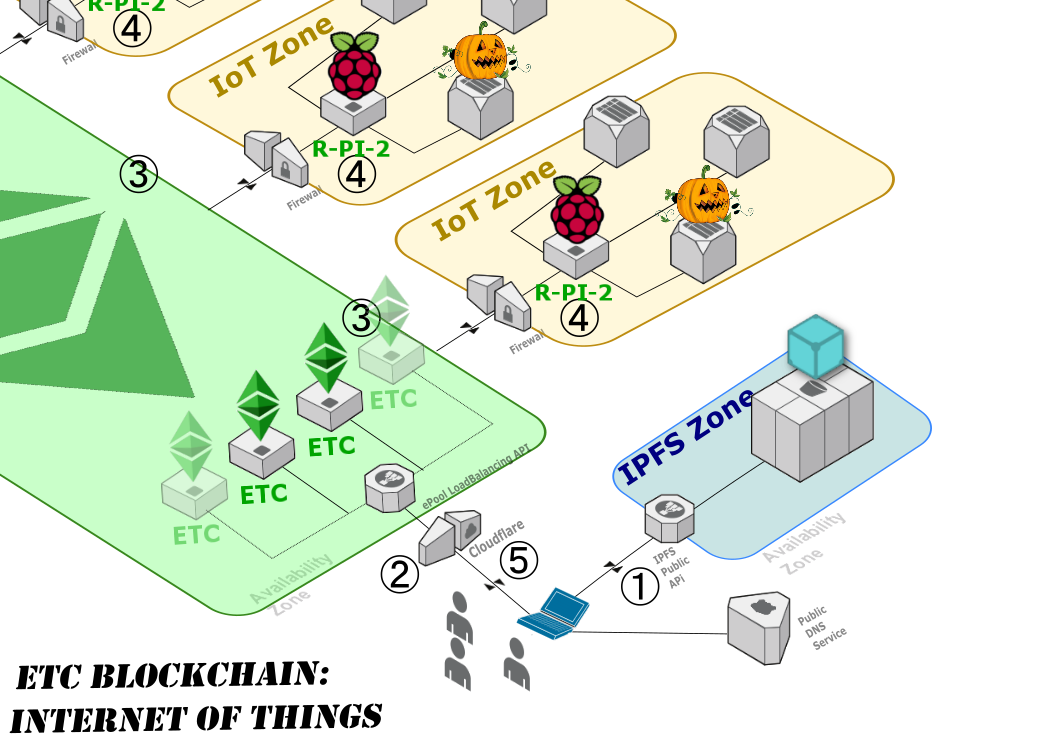 R-PI-2
④
Firewall
IoT Zone
R-PI-2
④
Firewall
③
IoT Zone
R-PI-2
④
Firewall
③
ETC
ETC
ETC
ETC
ePool LoadBalancing API
Availability
Zone
Cloudflare
②
⑤
IPFS Zone
IPFS
Public
APi
①
Availability
Zone
Public
DNS
Service
ETC BLOCKCHAIN:
INTERNET OF THINGS